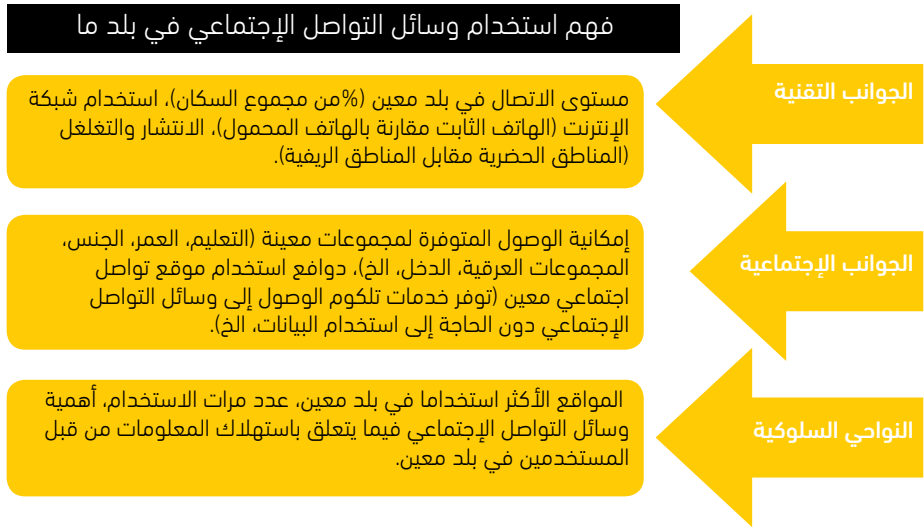 فهم استخدام وسائل التواصل الإجتماعي في بلد ما
الجوانب التقنية
مستوى الاتصال في بلد معين (%من مجموع السكان)، استخدام شبكة
الإنترنت (الهاتف الثابت مقارنة بالهاتف المحمول)، الانتشار والتغلغل
(المناطق الحضرية مقابل المناطق الريفية).
الجوانب الإجتماعية
إمكانية الوصول المتوفرة لمجموعات معينة (التعليم، العمر، الجنس،
المجموعات العرقية، الدخل، الخ)، دوافع استخدام موقع تواصل
اجتماعي معين (توفر خدمات تلكوم الوصول إلى وسائل التواصل
الإجتماعي دون الحاجة إلى استخدام البيانات، الخ).
النواحي السلوكية
المواقع الأكثر استخداما في بلد معين، عدد مرات الاستخدام، أهمية
وسائل التواصل الإجتماعي فيما يتعلق باستهلاك المعلومات من قبل
المستخدمين في بلد معين.